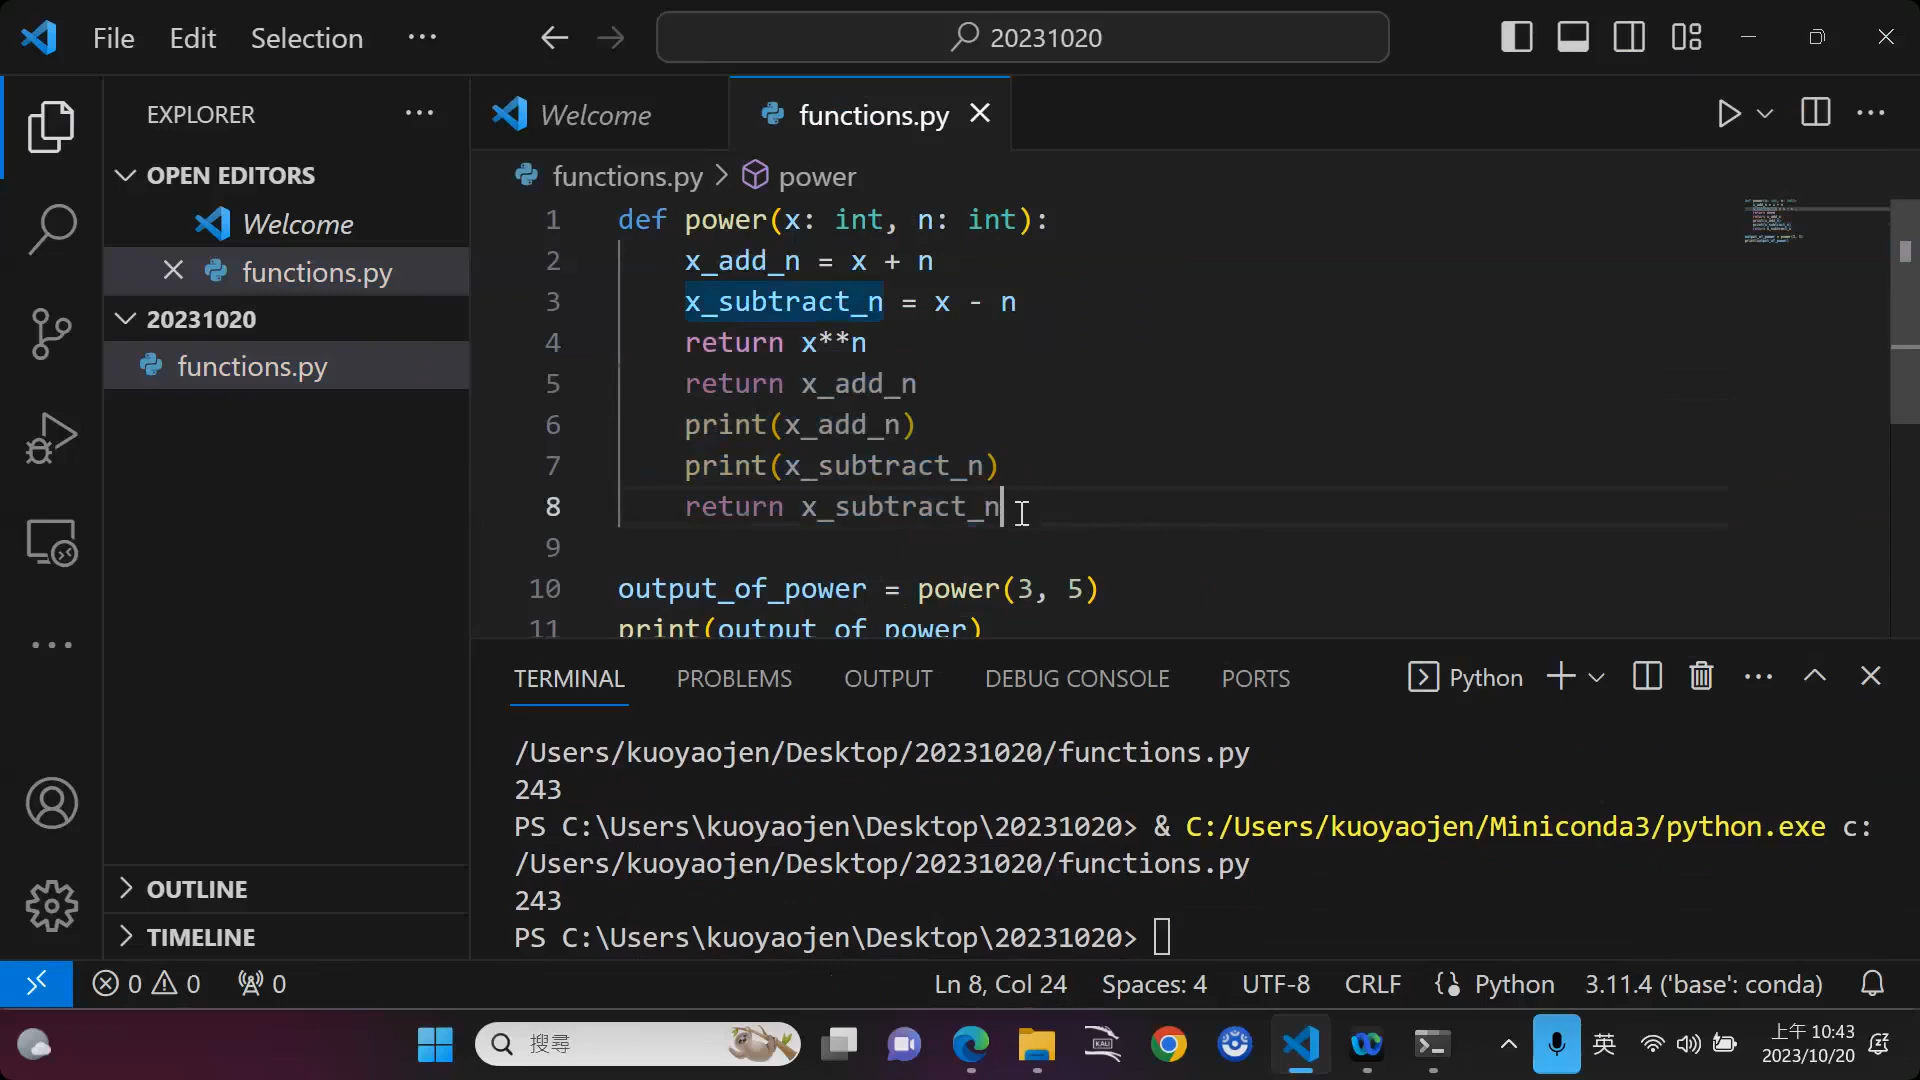 File Edit Selection ··· 20231020
EXPLORER ···
OPEN EDITORS
Welcome
functions.py
20231020
functions.py
OUTLINE
TIMELINE
Welcome functions.py
functions.py > power
1 def power(x: int, n: int):
2 x_add_n = x + n
3 x_subtract_n = x - n
4 return x**n
5 return x_add_n
6 print(x_add_n)
7 print(x_subtract_n)
8 return x_subtract_n
9
10 output_of_power = power(3, 5)
11 print(output_of_power)
TERMINAL PROBLEMS OUTPUT DEBUG CONSOLE PORTS Python
/Users/kuoyaojen/Desktop/20231020/functions.py
243
PS C:\Users\kuoyaojen\Desktop\20231020> & C:/Users/kuoyaojen/Miniconda3/python.exe c:
/Users/kuoyaojen/Desktop/20231020/functions.py
243
PS C:\Users\kuoyaojen\Desktop\20231020>
0 0 0 Ln 8, Col 24 Spaces: 4 UTF-8 CRLF Python 3.11.4 ('base': conda)
搜尋 KALI 英 上午 10:43
2023/10/20